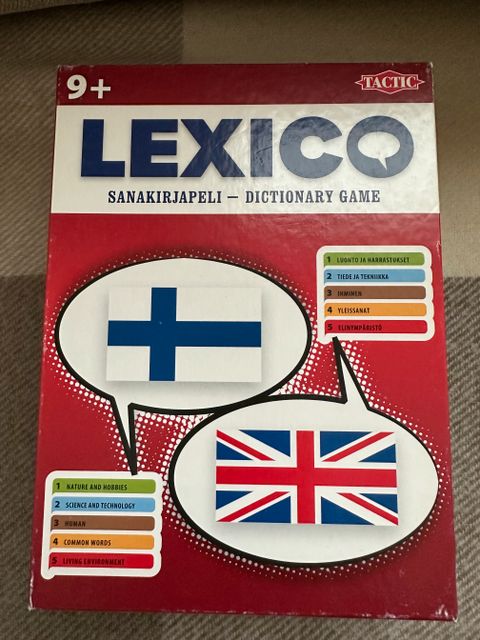 9+
TACTIC
LEXICO
SANAKIRJAPELI – DICTIONARY GAME
1 LUONTO JA HARRASTUKSET
2 TIEDE JA TEKNIIKKA
3 IHMINEN
4 YLEISSANAT
5 ELINYMPÄRISTÖ
1 NATURE AND HOBBIES
2 SCIENCE AND TECHNOLOGY
3 HUMAN
4 COMMON WORDS
5 LIVING ENVIRONMENT